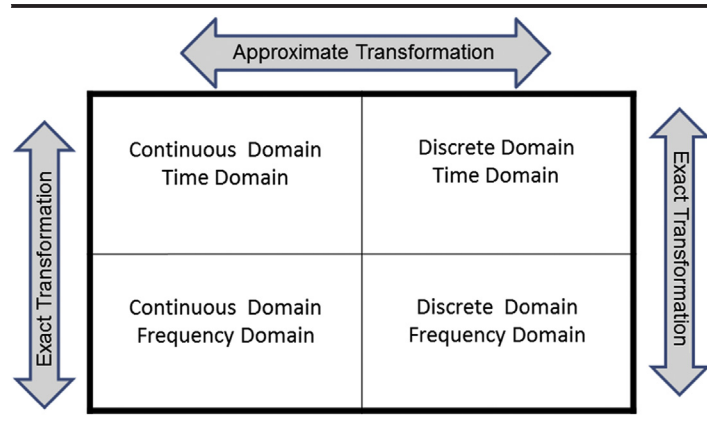 Approximate Transformation
Exact Transformation
Continuous Domain
Time Domain
Discrete Domain
Time Domain
Exact Transformation
Continuous Domain
Frequency Domain
Discrete Domain
Frequency Domain